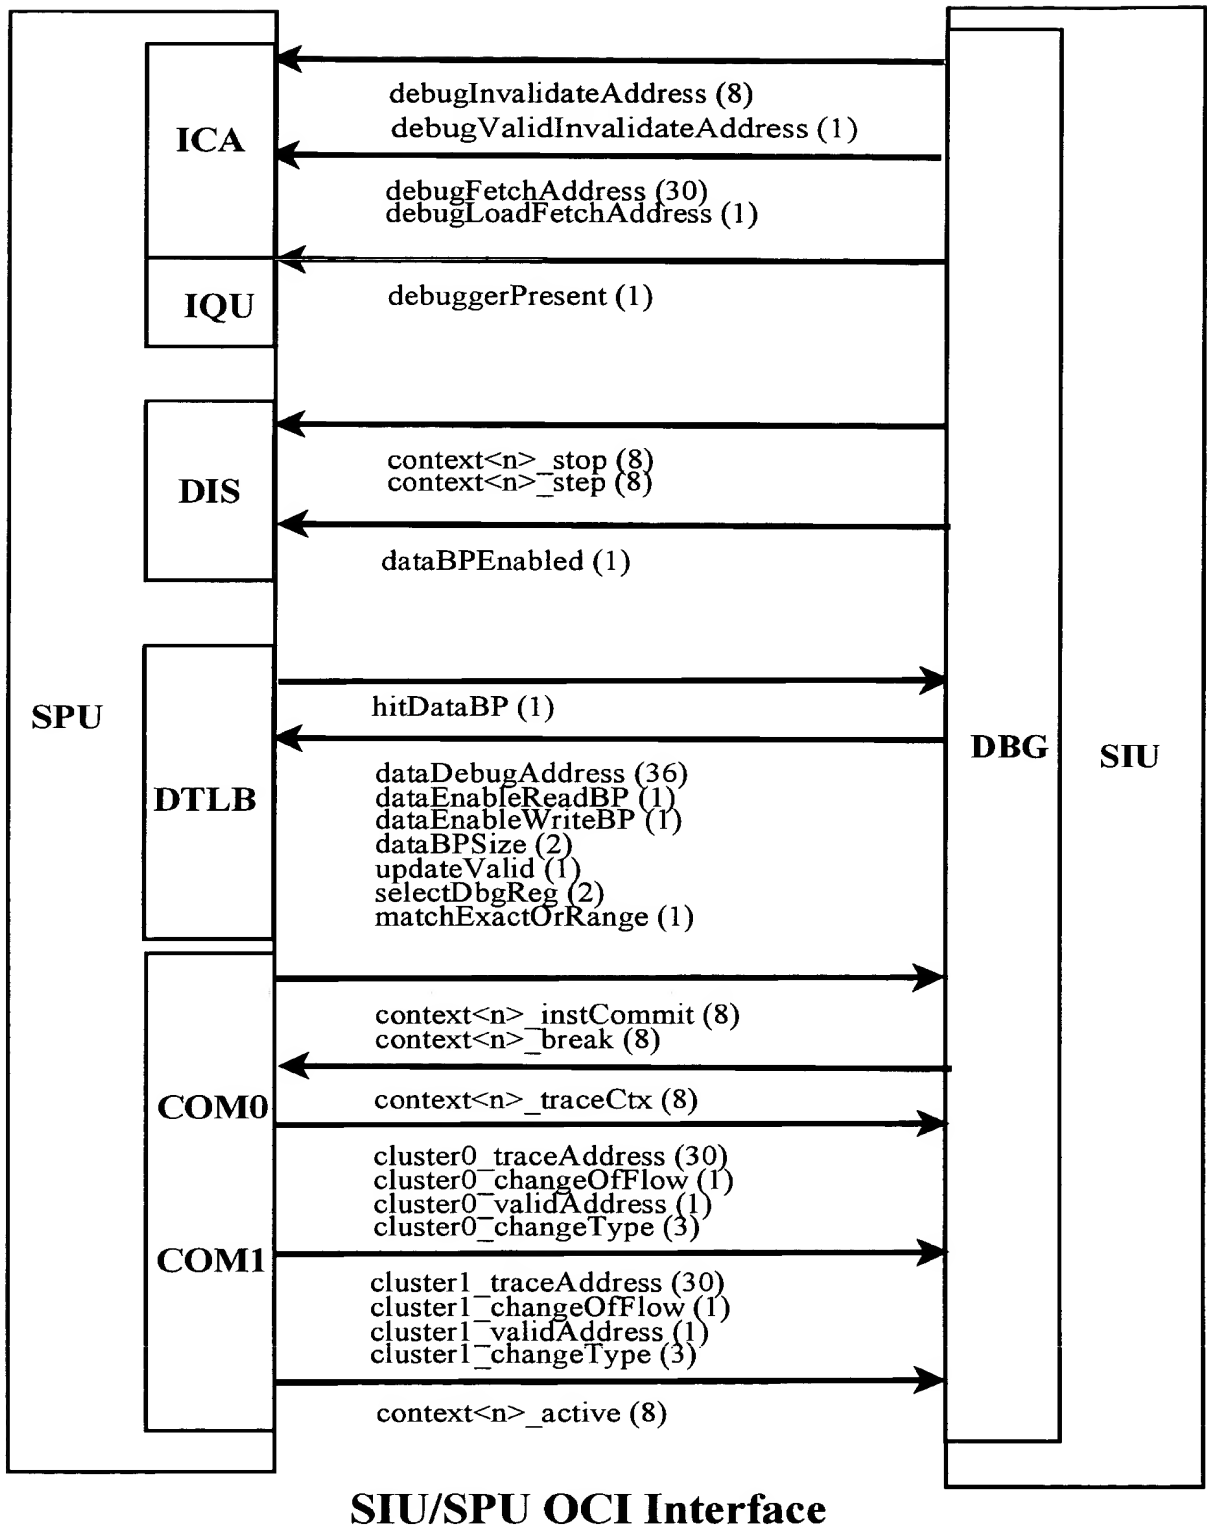 debugInvalidateAddress (8)
debugValidInvalidateAddress (1)
ICA
debugFetchAddress (30)
debugLoadFetchAddress (1)
debuggerPresent (1)
IQU
context<n>_stop (8)
context<n>_step (8)
DIS
dataBPEnabled (1)
SPU
hitDataBP (1)
DBG
SIU
DTLB
dataDebugAddress (36)
dataEnableReadBP (1)
dataEnableWriteBP (1)
dataBPSize (2)
updateValid (1)
selectDbgReg (2)
matchExactOrRange (1)
context<n>_instCommit (8)
context<n>_break (8)
COM0
context<n>_traceCtx (8)
cluster0_traceAddress (30)
cluster0_changeOfFlow (1)
cluster0_validAddress (1)
cluster0_changeType (3)
COM1
cluster1_traceAddress (30)
cluster1_changeOfFlow (1)
cluster1_validAddress (1)
cluster1_changeType (3)
context<n>_active (8)
SIU/SPU OCI Interface